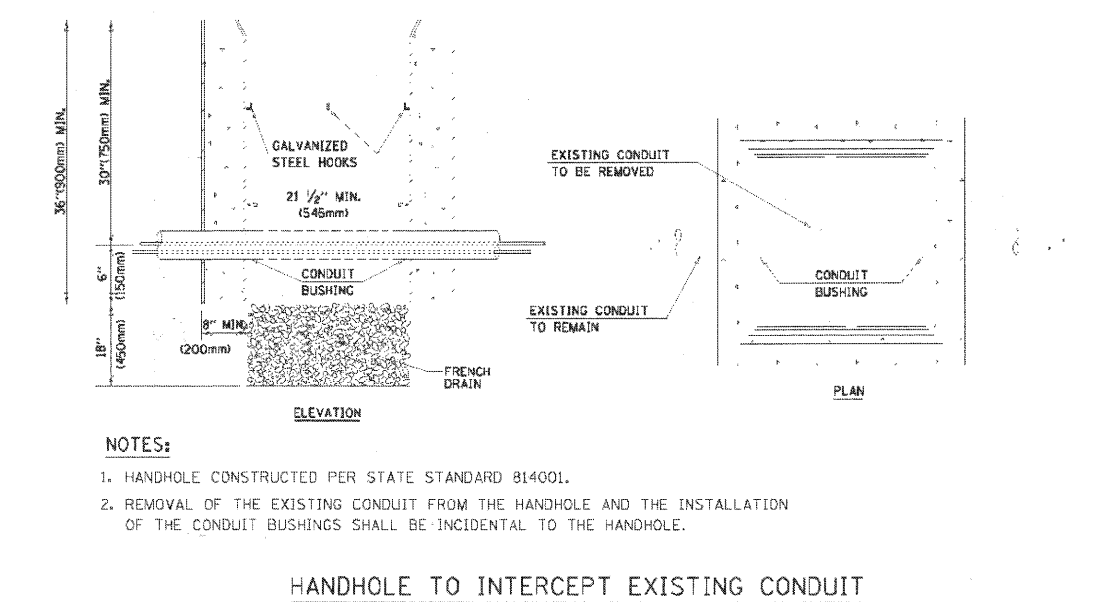 36"(900mm) MIN.
30"(750mm) MIN.
GALVANIZED
STEEL HOOKS
21 1/2" MIN.
(546mm)
6"
(150mm)
CONDUIT
BUSHING
8" MIN.
(200mm)
18"
(450mm)
FRENCH
DRAIN
ELEVATION
EXISTING CONDUIT
TO BE REMOVED
CONDUIT
BUSHING
EXISTING CONDUIT
TO REMAIN
PLAN
NOTES:
1. HANDHOLE CONSTRUCTED PER STATE STANDARD 814001.
2. REMOVAL OF THE EXISTING CONDUIT FROM THE HANDHOLE AND THE INSTALLATION
OF THE CONDUIT BUSHINGS SHALL BE INCIDENTAL TO THE HANDHOLE.
HANDHOLE TO INTERCEPT EXISTING CONDUIT